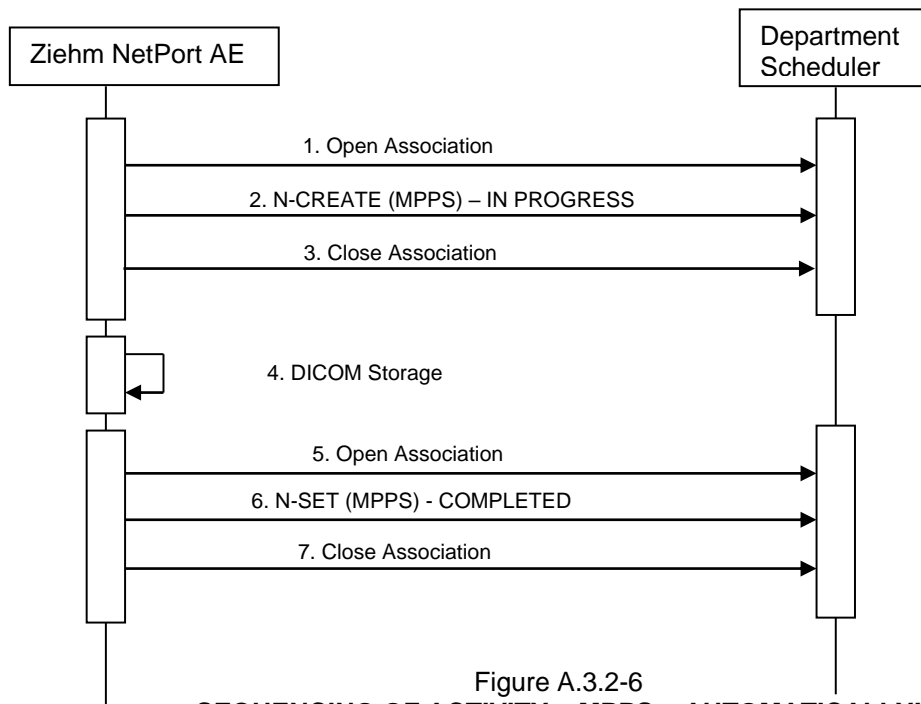 Ziehm NetPort AE
Department
Scheduler
1. Open Association
2. N-CREATE (MPPS) – IN PROGRESS
3. Close Association
4. DICOM Storage
5. Open Association
6. N-SET (MPPS) - COMPLETED
7. Close Association
Figure A.3.2-6